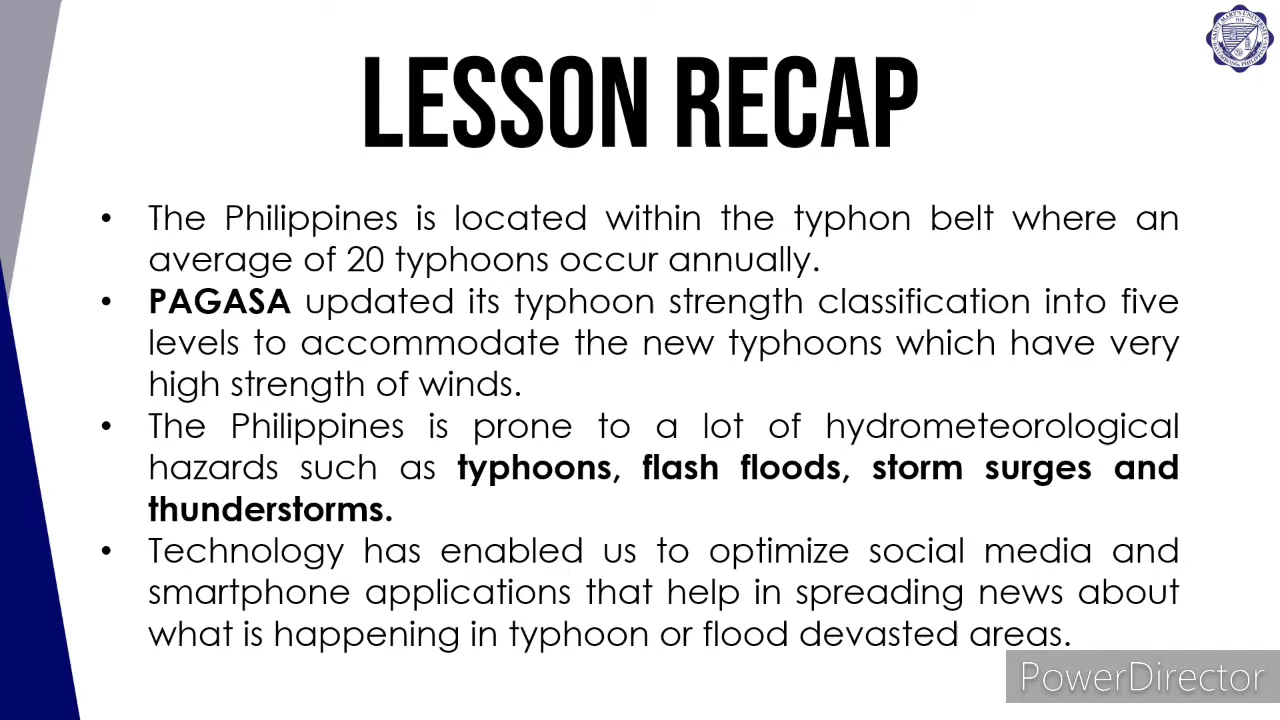 LESSON RECAP
• The Philippines is located within the typhon belt where an
average of 20 typhoons occur annually.
• PAGASA updated its typhoon strength classification into five
levels to accommodate the new typhoons which have very
high strength of winds.
• The Philippines is prone to a lot of hydrometeorological
hazards such as typhoons, flash floods, storm surges and
thunderstorms.
• Technology has enabled us to optimize social media and
smartphone applications that help in spreading news about
what is happening in typhoon or flood devasted areas.
PowerDirector